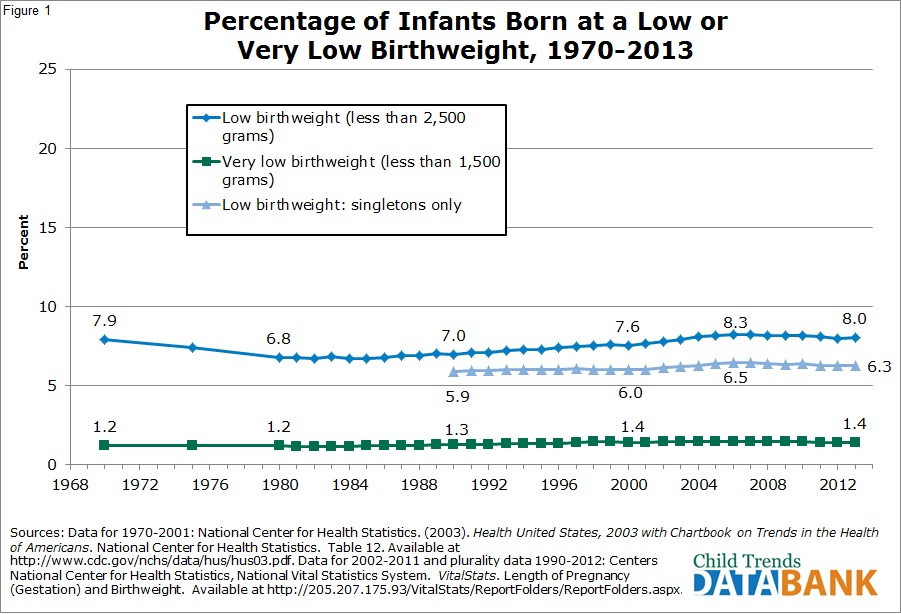 Figure 1
Percentage of Infants Born at a Low or
Very Low Birthweight, 1970-2013
25
20
15
10
5
0
Percent
Low birthweight (less than 2,500
grams)
Very low birthweight (less than 1,500
grams)
Low birthweight: singletons only
7.9
6.8
7.0
7.6
8.3
8.0
5.9
6.0
6.5
6.3
1.2
1.2
1.3
1.4
1.4
1968 1972 1976 1980 1984 1988 1992 1996 2000 2004 2008 2012
Sources: Data for 1970-2001: National Center for Health Statistics. (2003). Health United States, 2003 with Chartbook on Trends in the Health
of Americans. National Center for Health Statistics. Table 12. Available at
http://www.cdc.gov/nchs/data/hus/hus03.pdf. Data for 2002-2011 and plurality data 1990-2012: Centers
National Center for Health Statistics, National Vital Statistics System. VitalStats. Length of Pregnancy
(Gestation) and Birthweight. Available at http://205.207.175.93/VitalStats/ReportFolders/ReportFolders.aspx.
Child Trends
DATABANK